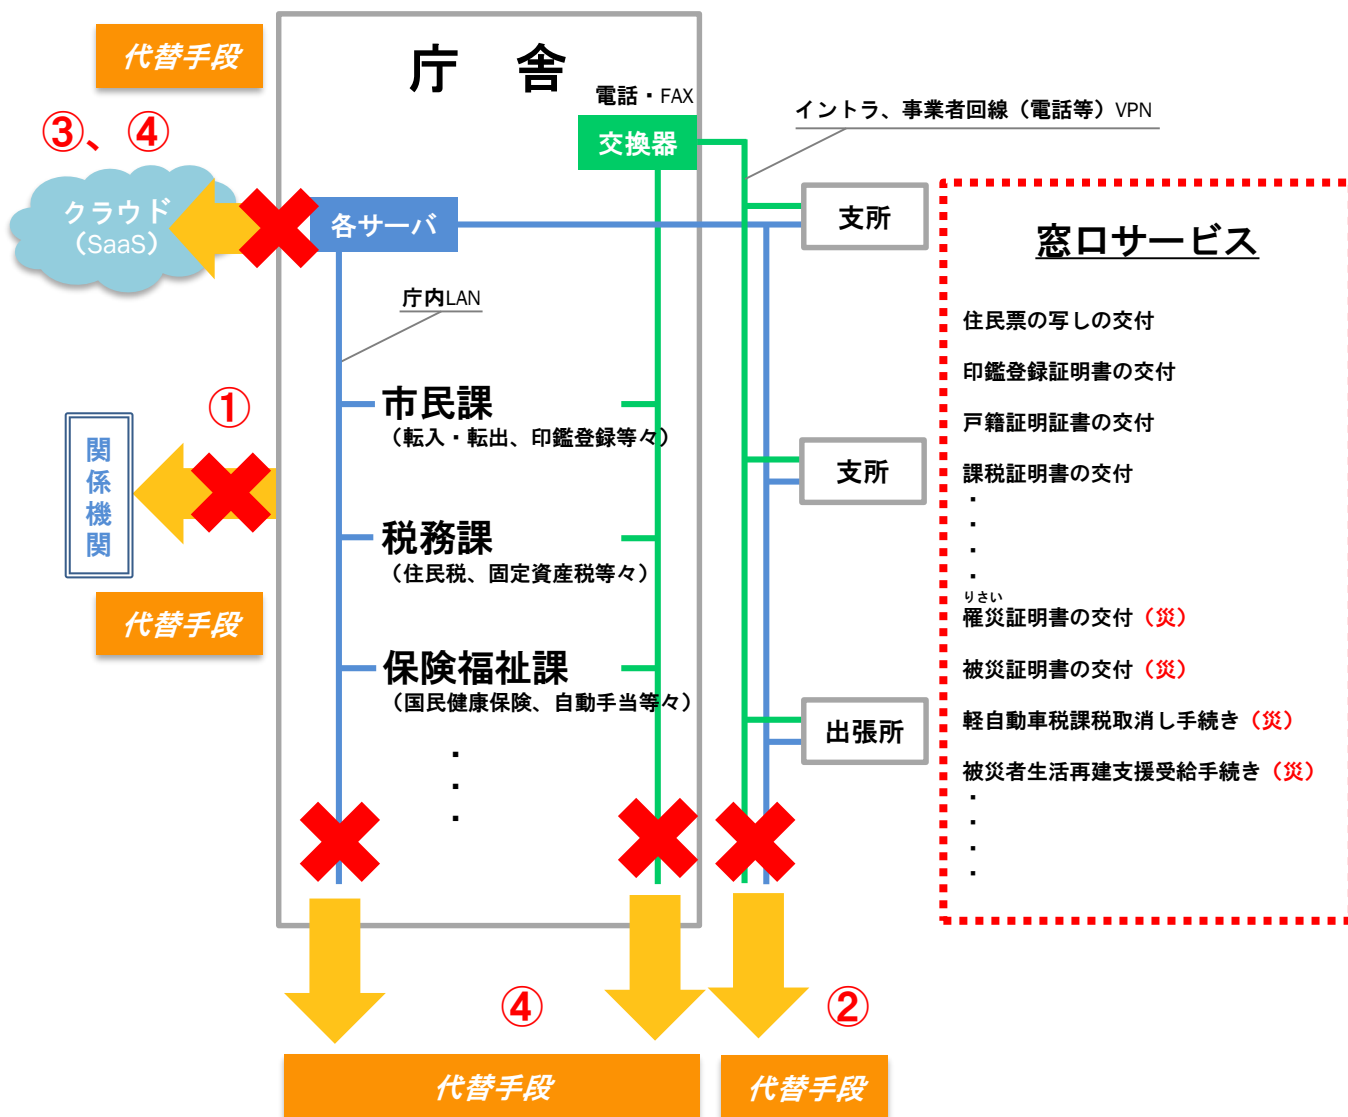 代替手段
③、④
クラウド
（SaaS）
庁　舎
電話・FAX
交換器
各サーバ
庁内LAN
イントラ、事業者回線（電話等）VPN
①
関係機関
代替手段
市民課
（転入・転出、印鑑登録等々）
税務課
（住民税、固定資産税等々）
保険福祉課
（国民健康保険、自動手当等々）
・
・
・
支所
支所
出張所
窓口サービス
住民票の写しの交付
印鑑登録証明書の交付
戸籍証明証書の交付
課税証明書の交付
・
・
・
・
りさい
罹災証明書の交付（災）
被災証明書の交付（災）
軽自動車税課税取消し手続き（災）
被災者生活再建支援受給手続き（災）
・
・
・
・
④
②
代替手段
代替手段